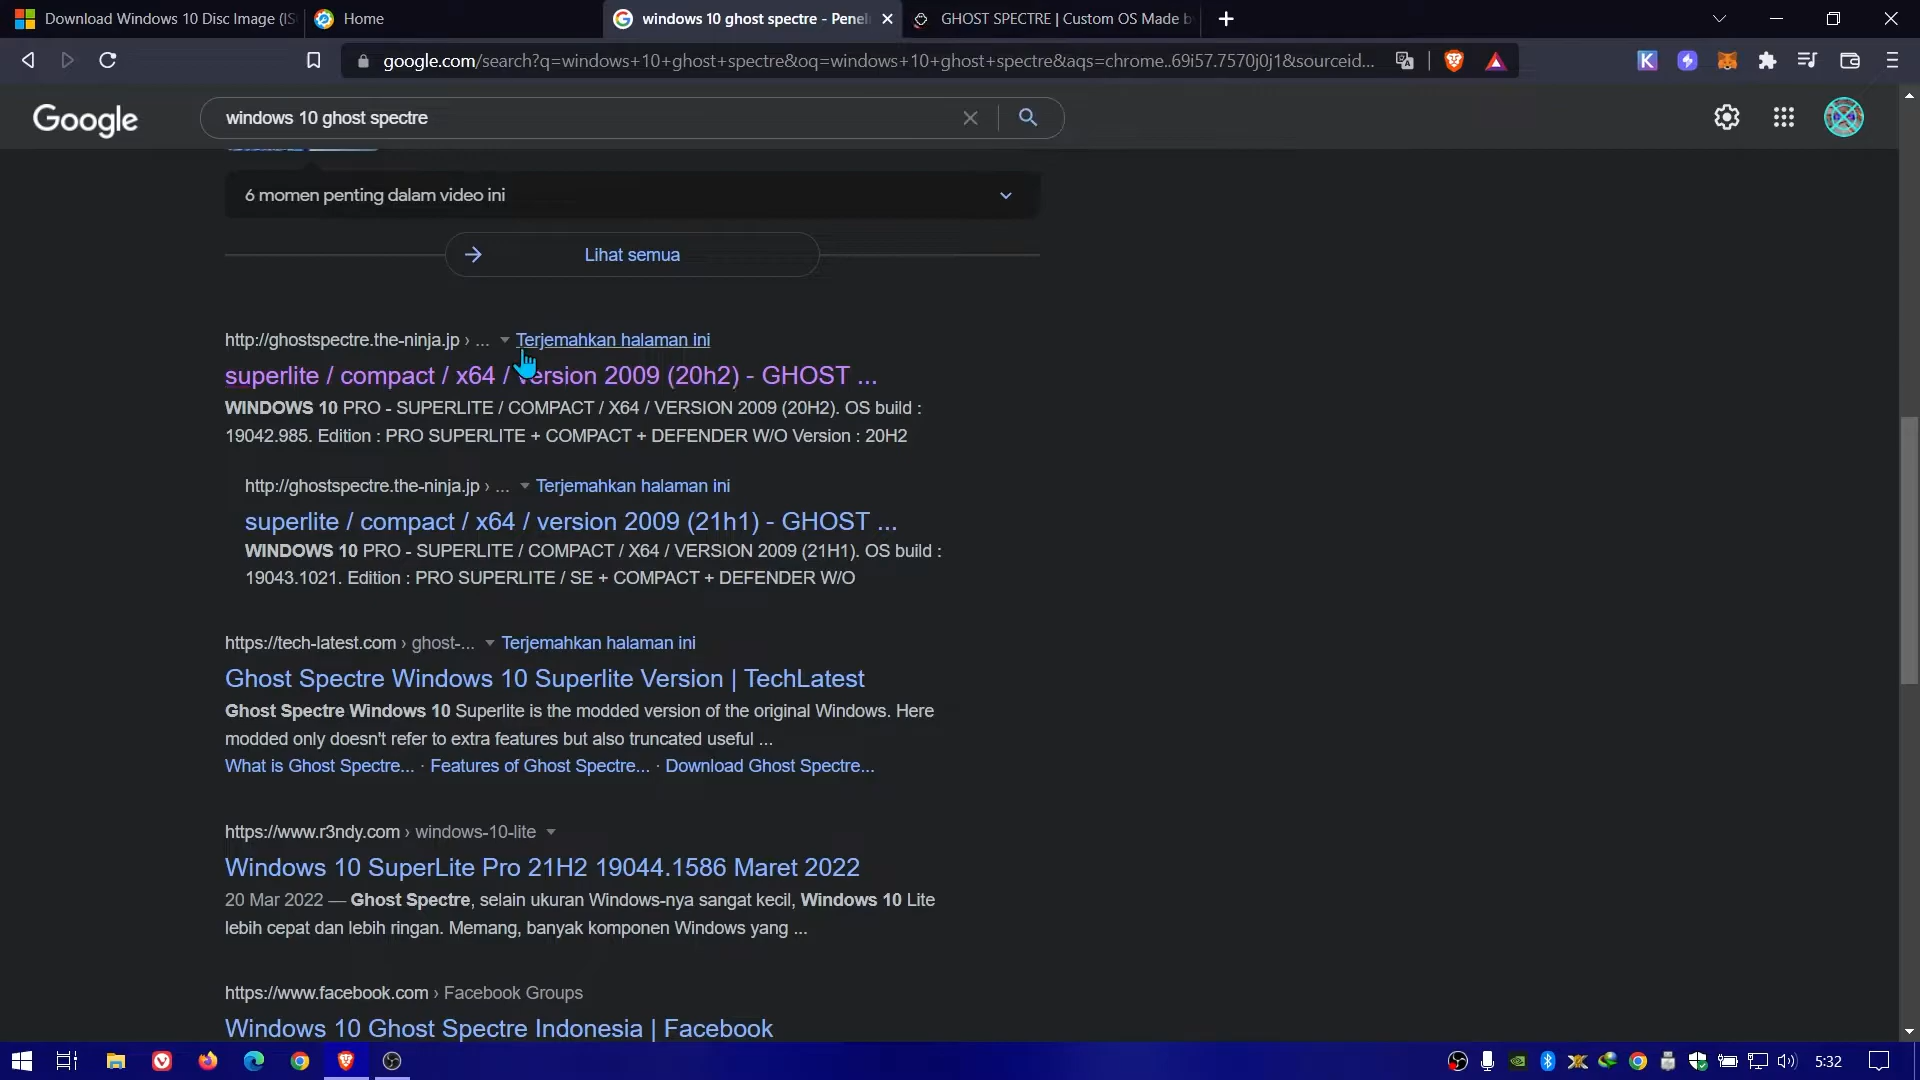 Download Windows 10 Disc Image (IS
Home
windows 10 ghost spectre - Penel
GHOST SPECTRE | Custom OS Made b
google.com/search?q=windows+10+ghost+spectre&oq=windows+10+ghost+spectre&aqs=chrome..69i57.7570j0j1&sourceid...
Google
windows 10 ghost spectre
6 momen penting dalam video ini
Lihat semua
http://ghostspectre.the-ninja.jp › ... Terjemahkan halaman ini
superlite / compact / x64 / version 2009 (20h2) - GHOST ...
WINDOWS 10 PRO - SUPERLITE / COMPACT / X64 / VERSION 2009 (20H2). OS build :
19042.985. Edition : PRO SUPERLITE + COMPACT + DEFENDER W/O Version : 20H2
http://ghostspectre.the-ninja.jp › ... Terjemahkan halaman ini
superlite / compact / x64 / version 2009 (21h1) - GHOST ...
WINDOWS 10 PRO - SUPERLITE / COMPACT / X64 / VERSION 2009 (21H1). OS build :
19043.1021. Edition : PRO SUPERLITE / SE + COMPACT + DEFENDER W/O
https://tech-latest.com › ghost-... Terjemahkan halaman ini
Ghost Spectre Windows 10 Superlite Version | TechLatest
Ghost Spectre Windows 10 Superlite is the modded version of the original Windows. Here
modded only doesn't refer to extra features but also truncated useful ...
What is Ghost Spectre... · Features of Ghost Spectre... · Download Ghost Spectre...
https://www.r3ndy.com › windows-10-lite
Windows 10 SuperLite Pro 21H2 19044.1586 Maret 2022
20 Mar 2022 — Ghost Spectre, selain ukuran Windows-nya sangat kecil, Windows 10 Lite
lebih cepat dan lebih ringan. Memang, banyak komponen Windows yang ...
https://www.facebook.com › Facebook Groups
Windows 10 Ghost Spectre Indonesia | Facebook
5:32